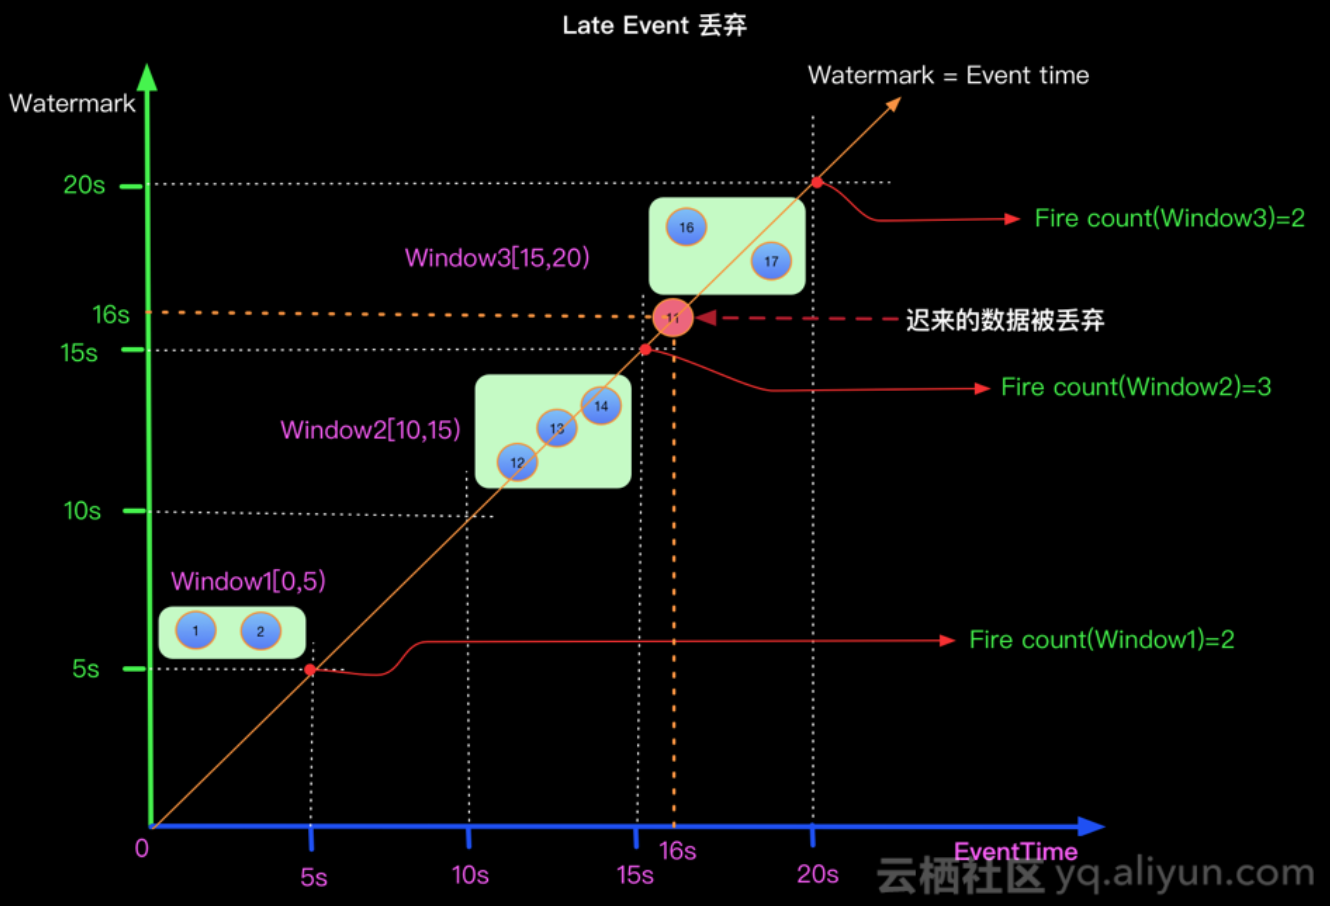 Late Event 丢弃
Watermark = Event time
Watermark
20s
16
17
Fire count(Window3)=2
Window3[15,20)
16s
11
迟来的数据被丢弃
15s
Fire count(Window2)=3
14
13
12
Window2[10,15)
10s
Window1[0,5)
1
2
Fire count(Window1)=2
5s
0
5s
10s
15s
16s
20s
EventTime
云栖社区 yq.aliyun.com